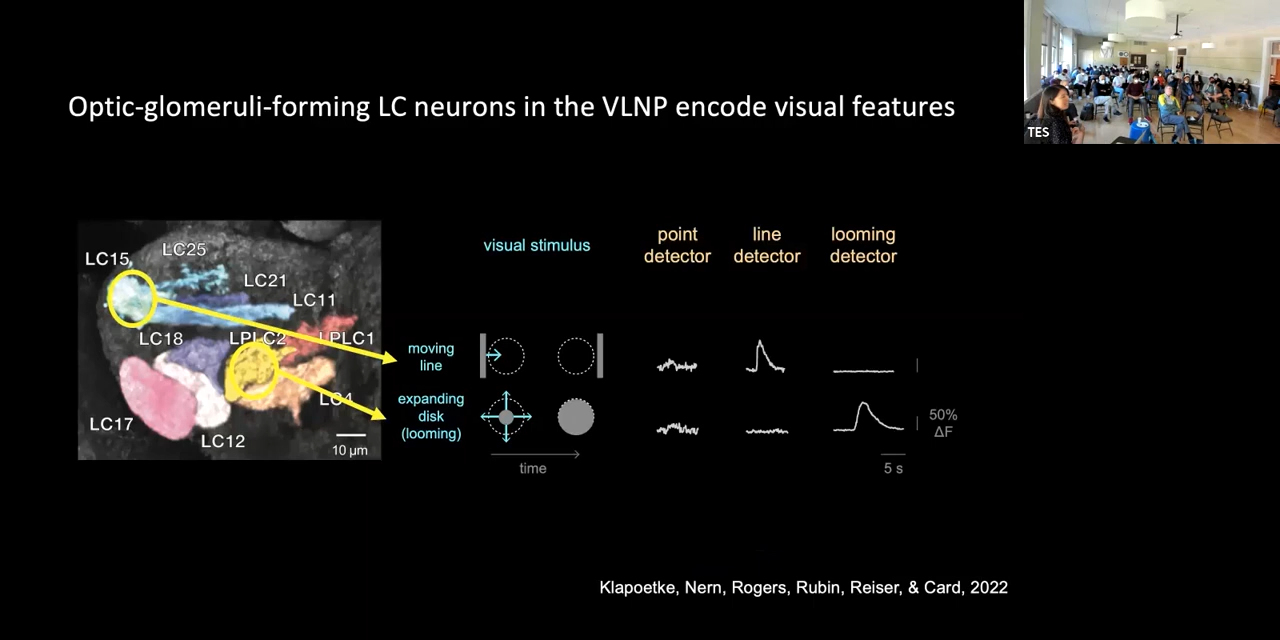 TES
Optic-glomeruli-forming LC neurons in the VLNP encode visual features
LC15
LC25
LC21
LC11
LC18
LPLC2
LPLC1
LC4
LC17
LC12
10 μm
visual stimulus
point
detector
line
detector
looming
detector
moving
line
expanding
disk
(looming)
time
50%
ΔF
5 s
Klapoetke, Nern, Rogers, Rubin, Reiser, & Card, 2022